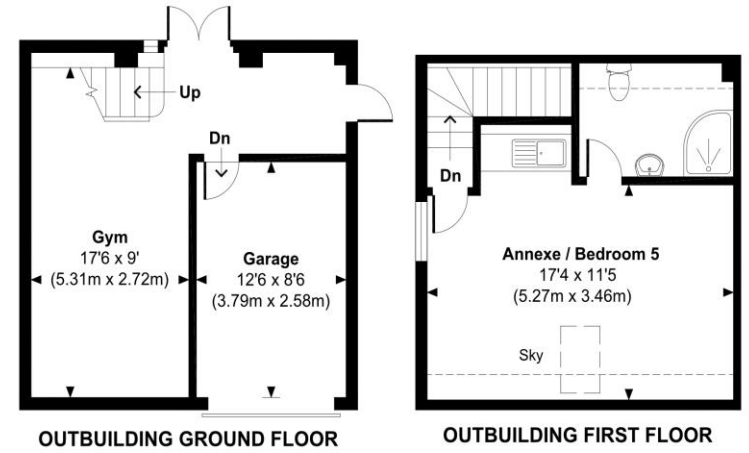 Up
Dn
Gym
17'6 x 9'
(5.31m x 2.72m)
Garage
12'6 x 8'6
(3.79m x 2.58m)
OUTBUILDING GROUND FLOOR
Dn
Annexe / Bedroom 5
17'4 x 11'5
(5.27m x 3.46m)
Sky
OUTBUILDING FIRST FLOOR